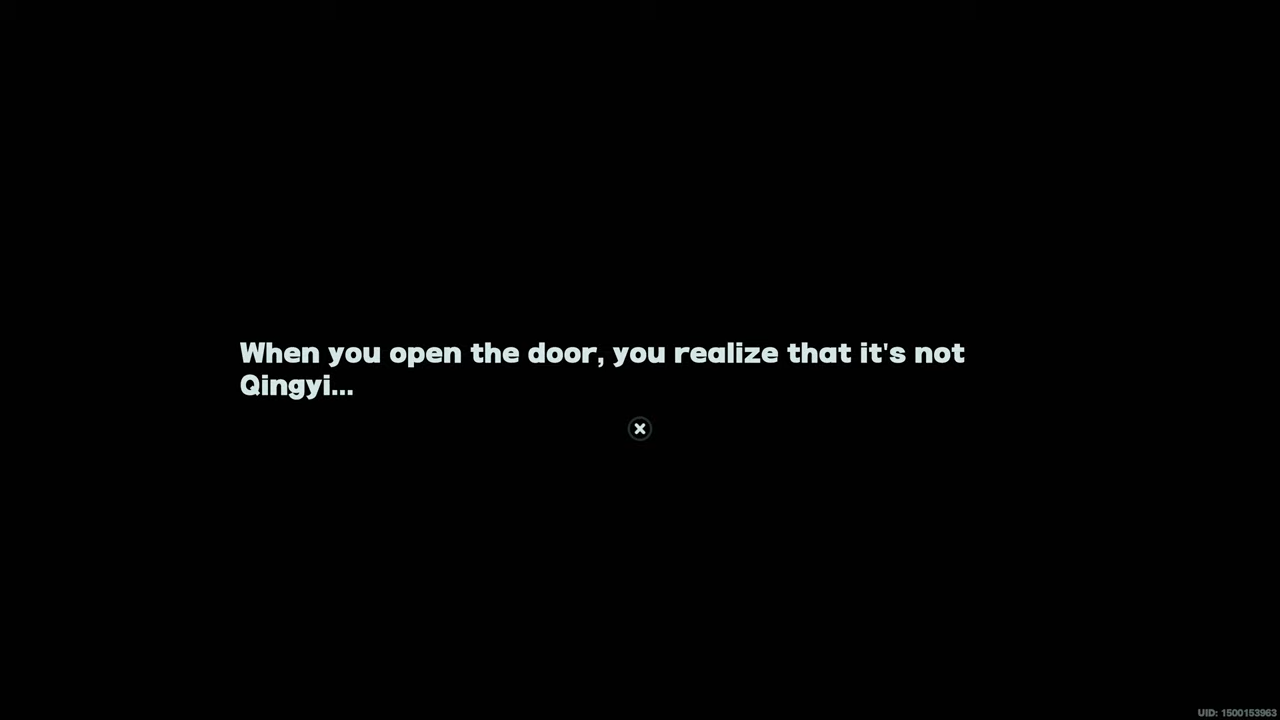 When you open the door, you realize that it's not
Qingyi...
UID: 1500153963